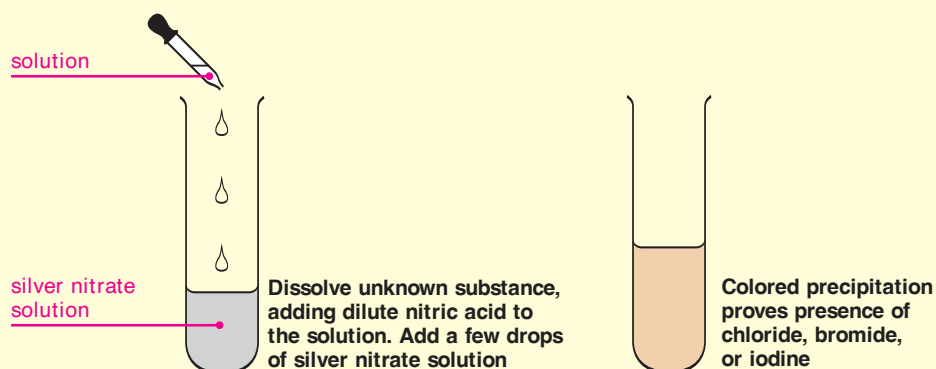 solution
silver nitrate
solution
Dissolve unknown substance,
adding dilute nitric acid to
the solution. Add a few drops
of silver nitrate solution
Colored precipitation
proves presence of
chloride, bromide,
or iodine